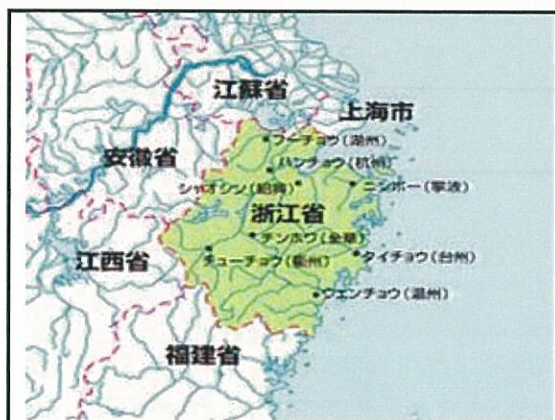 江蘇省
上海市
フーチョウ（湖州）
ハンチョウ（杭州）
安徽省
シャオシン（紹興）
ニンポー（寧波）
浙江省
チンホワ（金華）
江西省
チューチョウ（衢州）
タイチョウ（台州）
ウェンチョウ（温州）
福建省